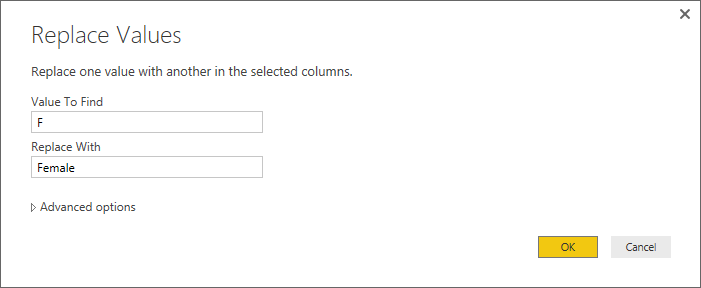 Replace Values
Replace one value with another in the selected columns.
Value To Find
F
Replace With
Female
Advanced options
OK
Cancel